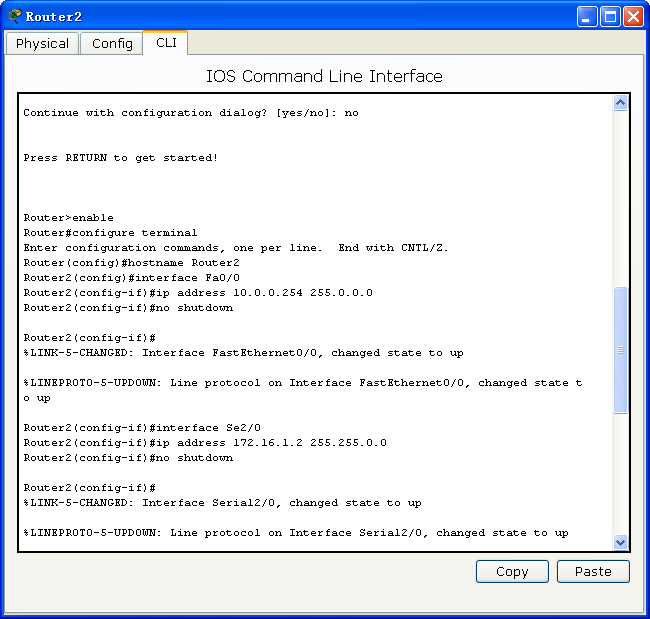 Router2
Physical Config CLI
IOS Command Line Interface
Continue with configuration dialog? [yes/no]: no
Press RETURN to get started!
Router>enable
Router#configure terminal
Enter configuration commands, one per line.  End with CNTL/Z.
Router(config)#hostname Router2
Router2(config)#interface Fa0/0
Router2(config-if)#ip address 10.0.0.254 255.0.0.0
Router2(config-if)#no shutdown
Router2(config-if)#
%LINK-5-CHANGED: Interface FastEthernet0/0, changed state to up
%LINEPROTO-5-UPDOWN: Line protocol on Interface FastEthernet0/0, changed state t
o up
Router2(config-if)#interface Se2/0
Router2(config-if)#ip address 172.16.1.2 255.255.0.0
Router2(config-if)#no shutdown
Router2(config-if)#
%LINK-5-CHANGED: Interface Serial2/0, changed state to up
%LINEPROTO-5-UPDOWN: Line protocol on Interface Serial2/0, changed state to up
Copy Paste